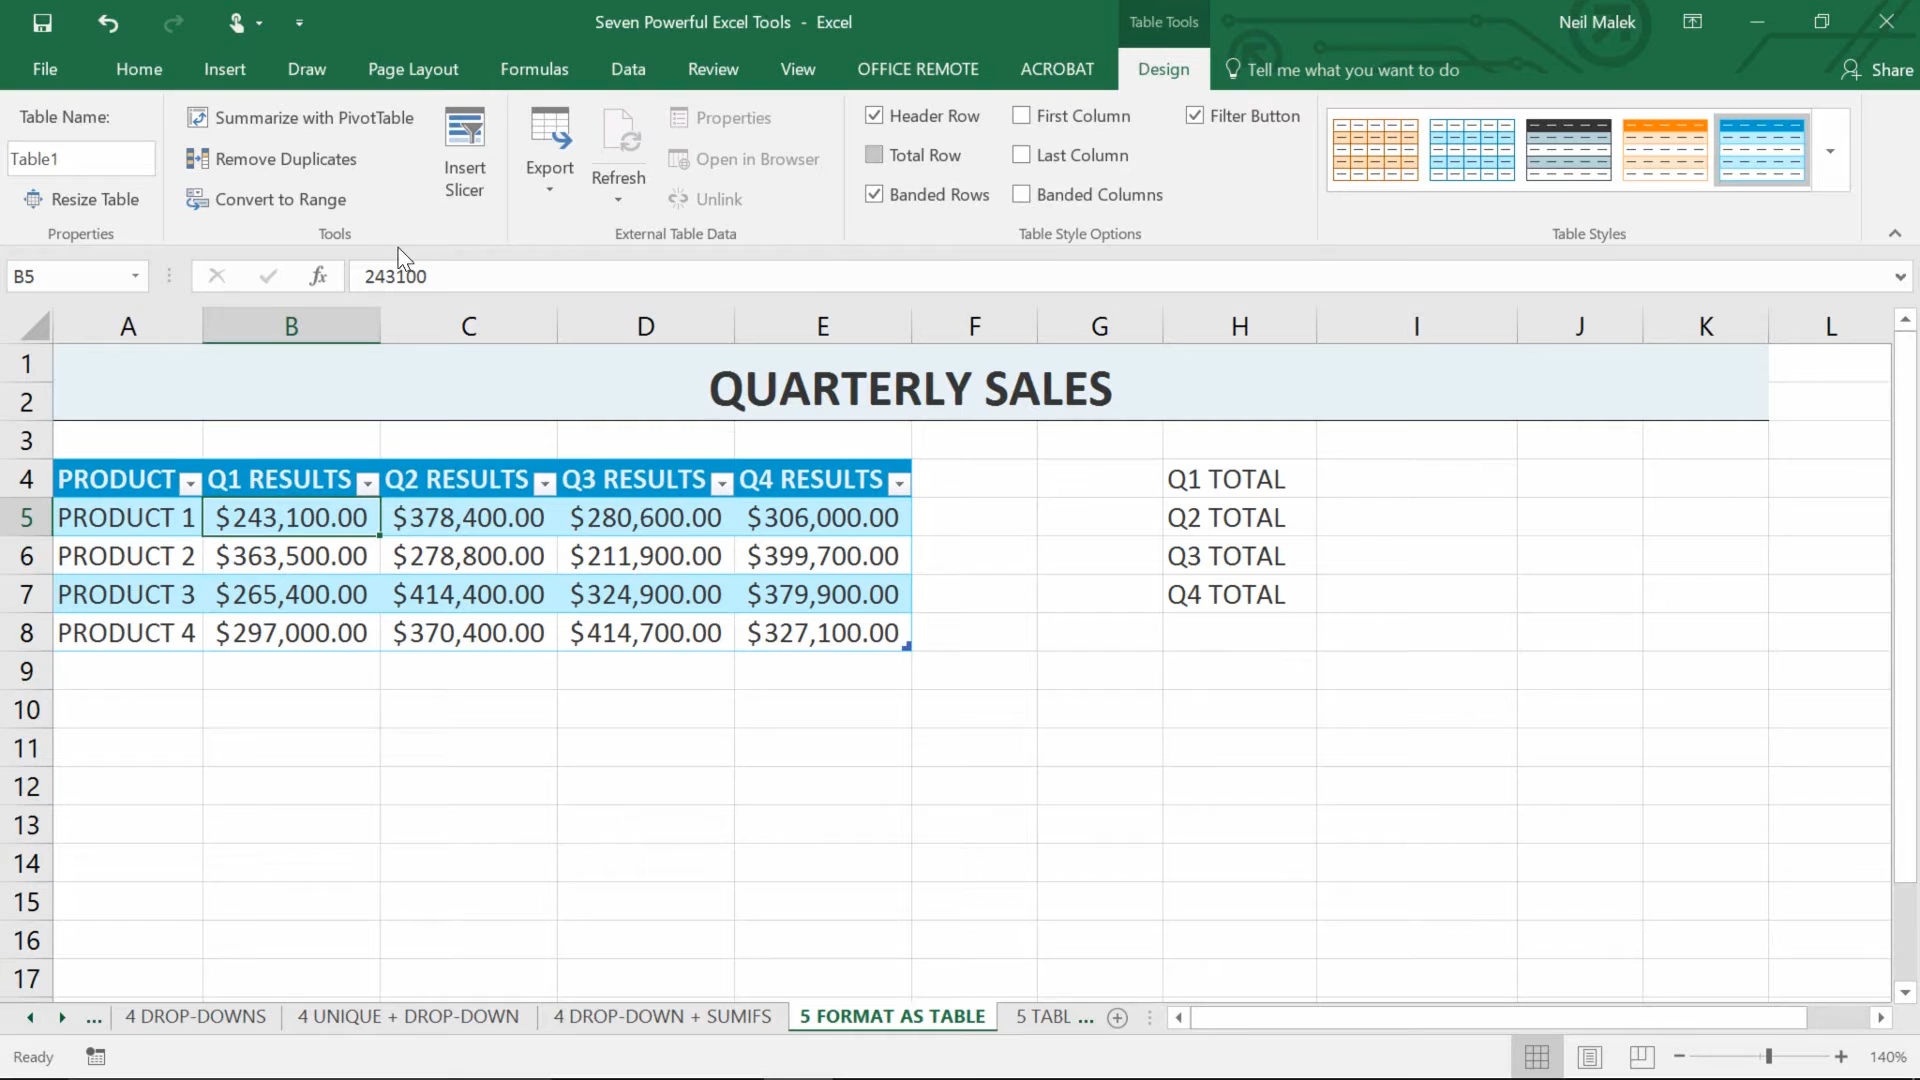 Seven Powerful Excel Tools - Excel
Table Tools
Neil Malek
File Home Insert Draw Page Layout Formulas Data Review View OFFICE REMOTE ACROBAT Design Tell me what you want to do Share
Table Name:
Table1
Resize Table
Properties
Summarize with PivotTable
Remove Duplicates
Convert to Range
Tools
Insert
Slicer
Export
Refresh
Properties
Open in Browser
Unlink
External Table Data
Header Row First Column Filter Button
Total Row Last Column
Banded Rows Banded Columns
Table Style Options
Table Styles
B5 fx 243100
A B C D E F G H I J K L
1
QUARTERLY SALES
2
3
4 PRODUCT Q1 RESULTS Q2 RESULTS Q3 RESULTS Q4 RESULTS Q1 TOTAL
5 PRODUCT 1 $243,100.00 $378,400.00 $280,600.00 $306,000.00 Q2 TOTAL
6 PRODUCT 2 $363,500.00 $278,800.00 $211,900.00 $399,700.00 Q3 TOTAL
7 PRODUCT 3 $265,400.00 $414,400.00 $324,900.00 $379,900.00 Q4 TOTAL
8 PRODUCT 4 $297,000.00 $370,400.00 $414,700.00 $327,100.00
9
10
11
12
13
14
15
16
17
... 4 DROP-DOWNS 4 UNIQUE + DROP-DOWN 4 DROP-DOWN + SUMIFS 5 FORMAT AS TABLE 5 TABL ...
Ready 140%